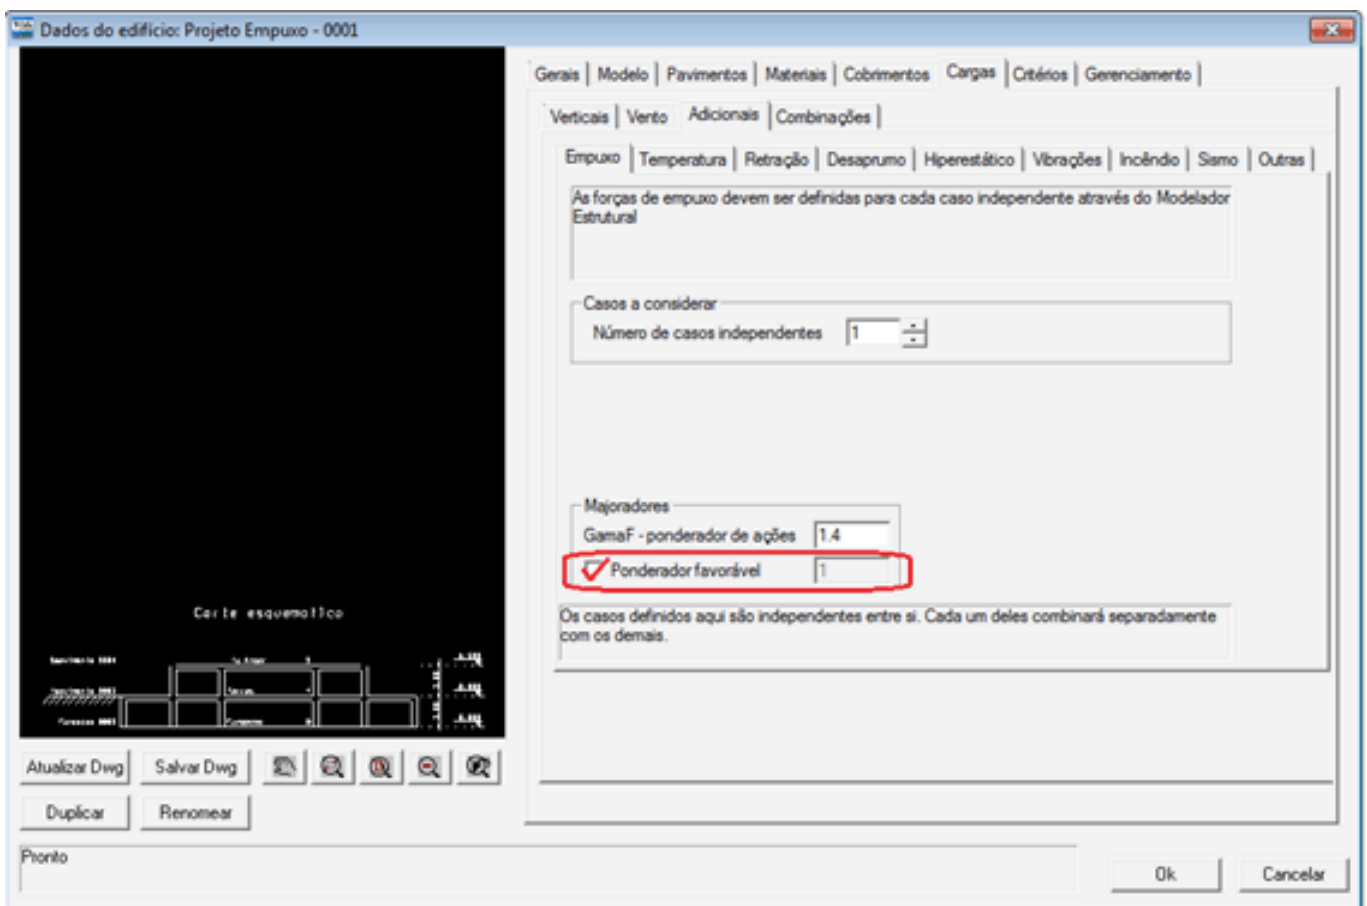 Dados do edifício: Projeto Empuxo - 0001
Gerais Modelo Pavimentos Materiais Cobrimentos Cargas Critérios Gerenciamento
Verticais Vento Adicionais Combinações
Empuxo Temperatura Retração Desaprumo Hiperestático Vibrações Incêndio Sismo Outras
As forças de empuxo devem ser definidas para cada caso independente através do Modelador
Estrutural
Casos a considerar
Número de casos independentes 1
Majoradores
GamaF - ponderador de ações 1.4
Ponderador favorável 1
Os casos definidos aqui são independentes entre si. Cada um deles combinará separadamente
com os demais.
Corte esquematico
Atualizar Dwg Salvar Dwg
Duplicar Renomear
Pronto
Ok Cancelar